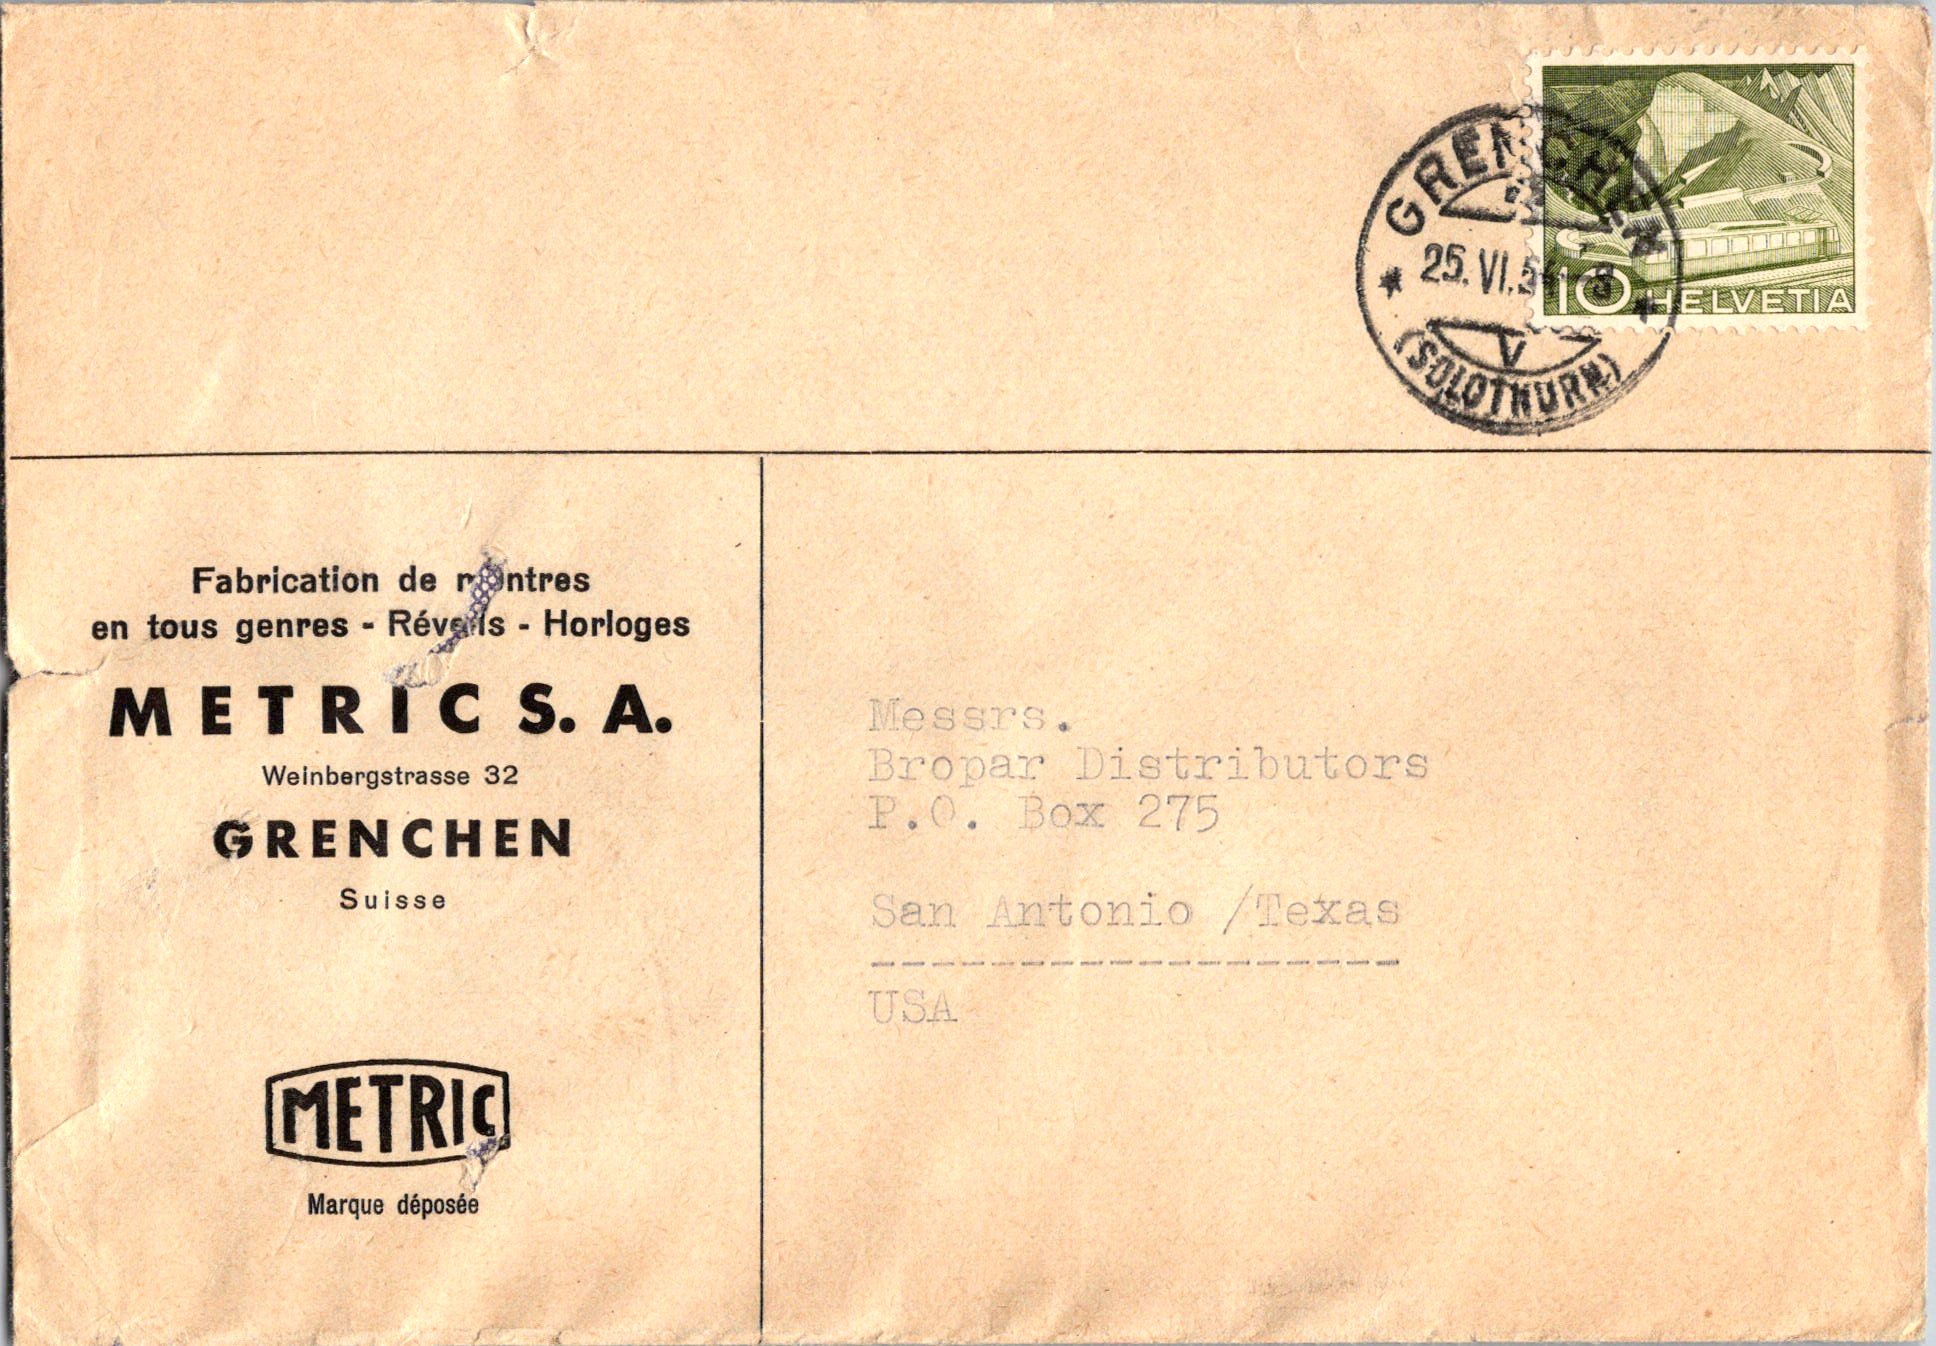 GRENCHEN
25. VI. 54
V
(SOLOTHURN)
10 HELVETIA
Fabrication de montres
en tous genres - Réveils - Horloges
METRIC S. A.
Weinbergstrasse 32
GRENCHEN
Suisse
METRIC
Marque déposée
Messrs.
Bropar Distributors
P.O. Box 275
San Antonio /Texas
USA